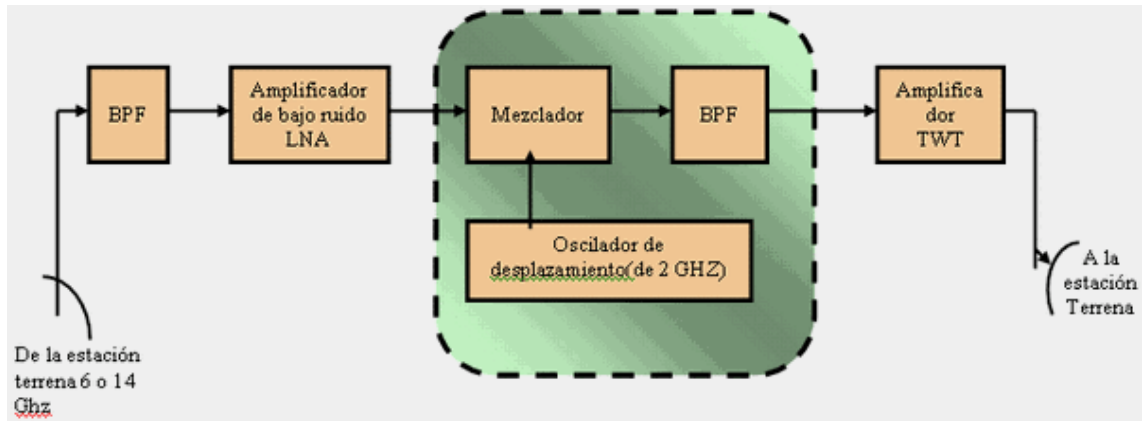 BPF
Amplificador
de bajo ruido
LNA
Mezclador
BPF
Amplifica
dor
TWT
Oscilador de
desplazamiento(de 2 GHZ)
A la
estación
Terrena
De la estación
terrena 6 o 14
Ghz